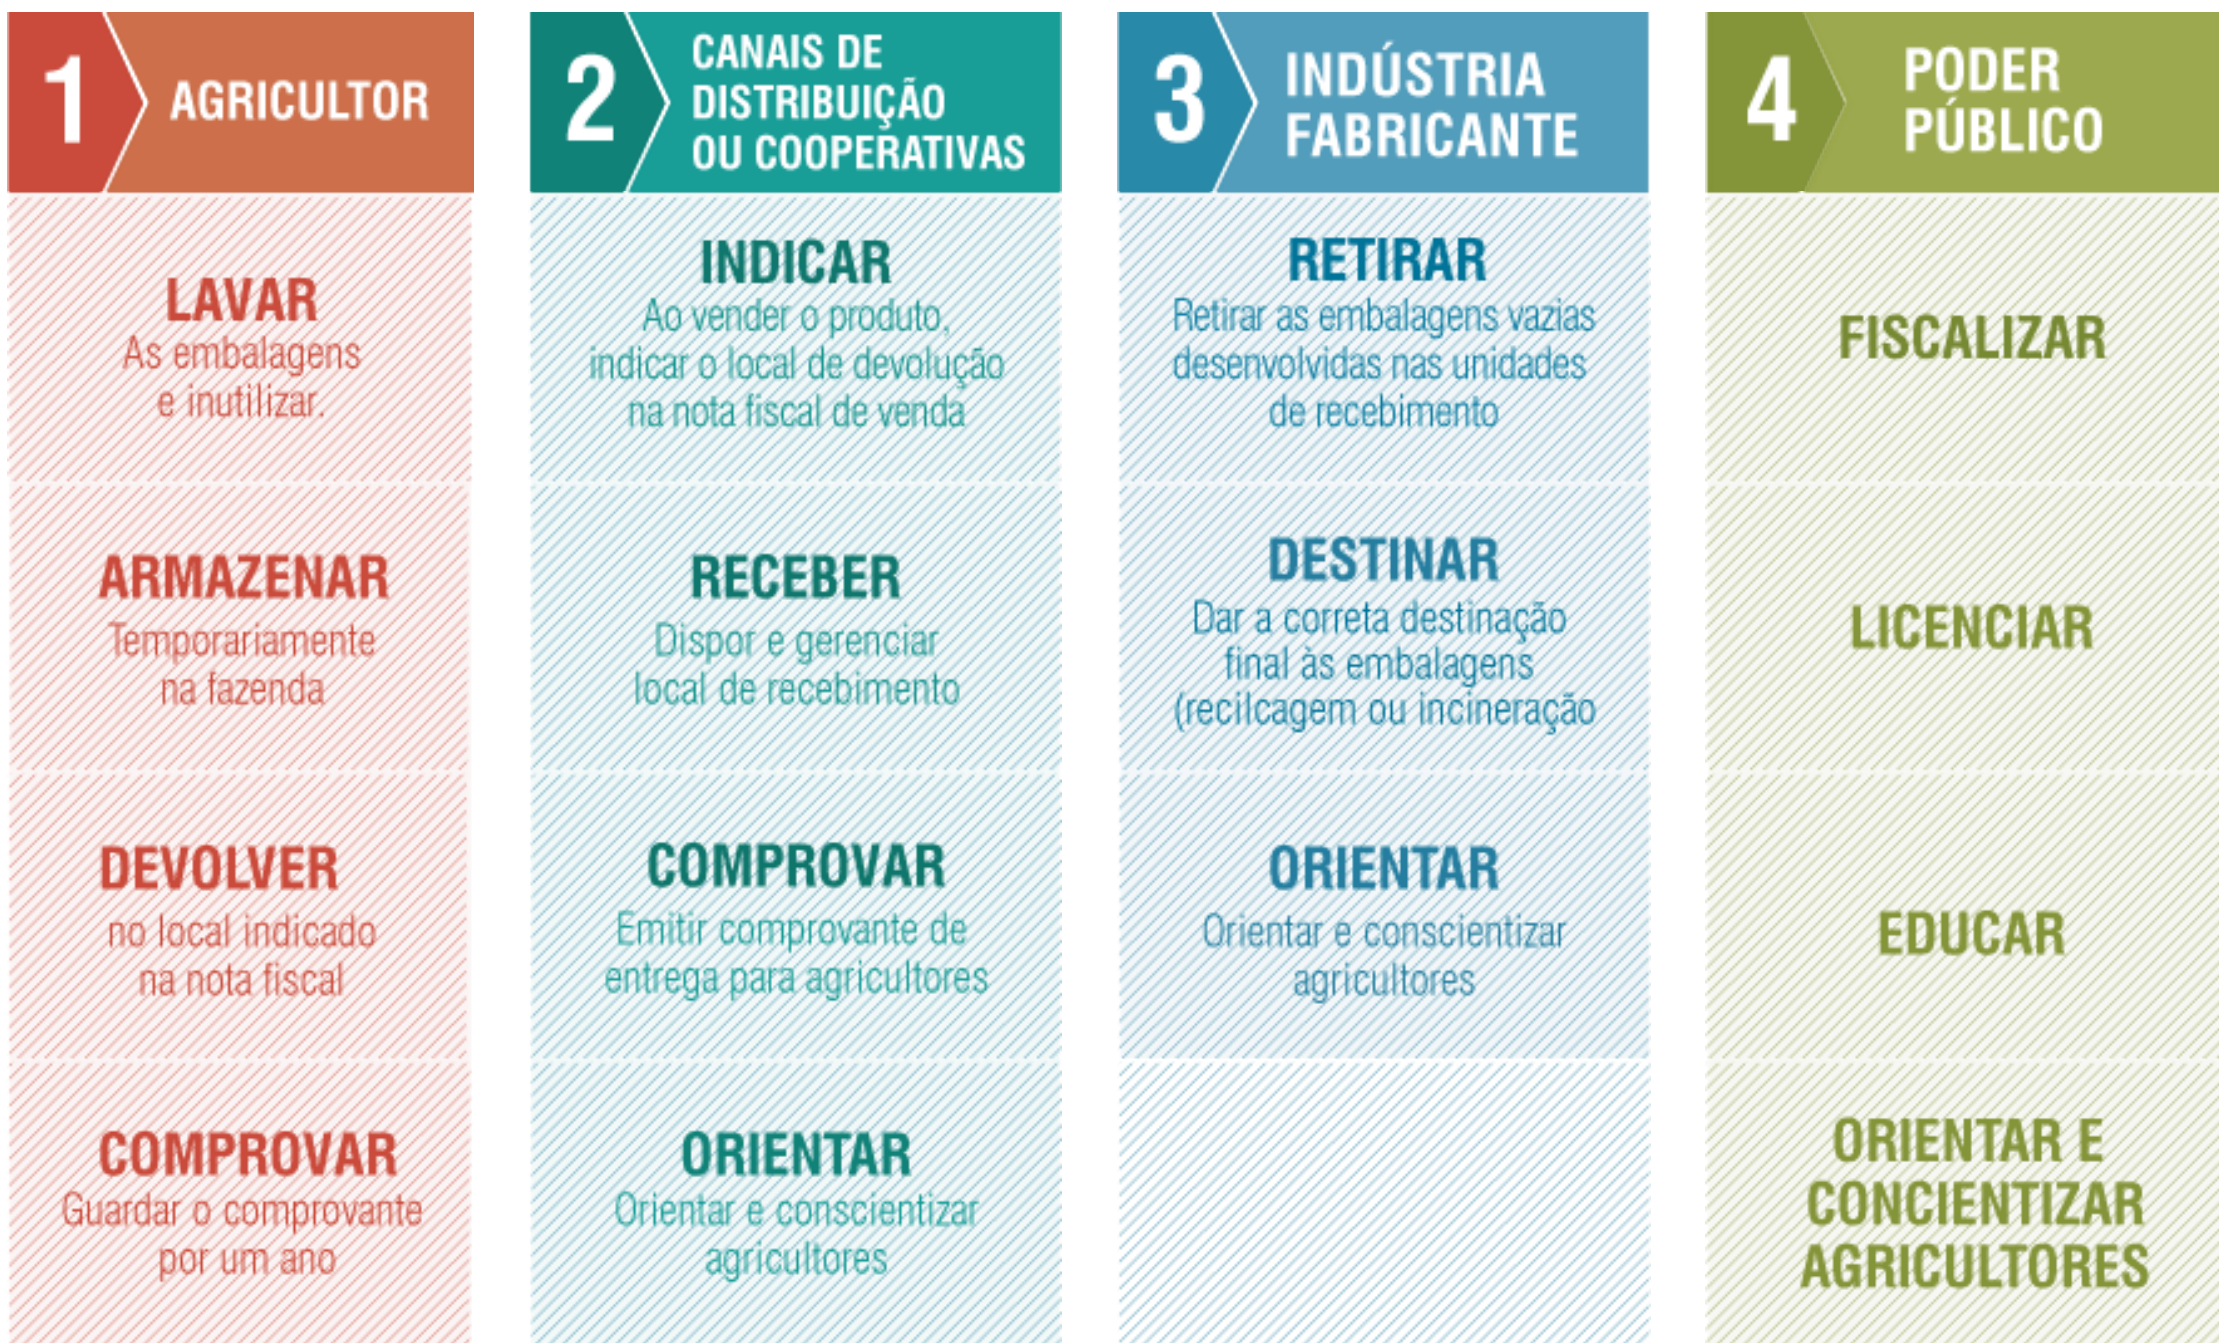 1
AGRICULTOR
LAVAR
As embalagens
e inutilizar.
ARMAZENAR
Temporariamente
na fazenda
DEVOLVER
no local indicado
na nota fiscal
COMPROVAR
Guardar o comprovante
por um ano
2
CANAIS DE
DISTRIBUIÇÃO
OU COOPERATIVAS
INDICAR
Ao vender o produto,
indicar o local de devolução
na nota fiscal de venda
RECEBER
Dispor e gerenciar
local de recebimento
COMPROVAR
Emitir comprovante de
entrega para agricultores
ORIENTAR
Orientar e conscientizar
agricultores
3
INDÚSTRIA
FABRICANTE
RETIRAR
Retirar as embalagens vazias
desenvolvidas nas unidades
de recebimento
DESTINAR
Dar a correta destinação
final às embalagens
(recilcagem ou incineração
ORIENTAR
Orientar e conscientizar
agricultores
4
PODER
PÚBLICO
FISCALIZAR
LICENCIAR
EDUCAR
ORIENTAR E
CONCIENTIZAR
AGRICULTORES